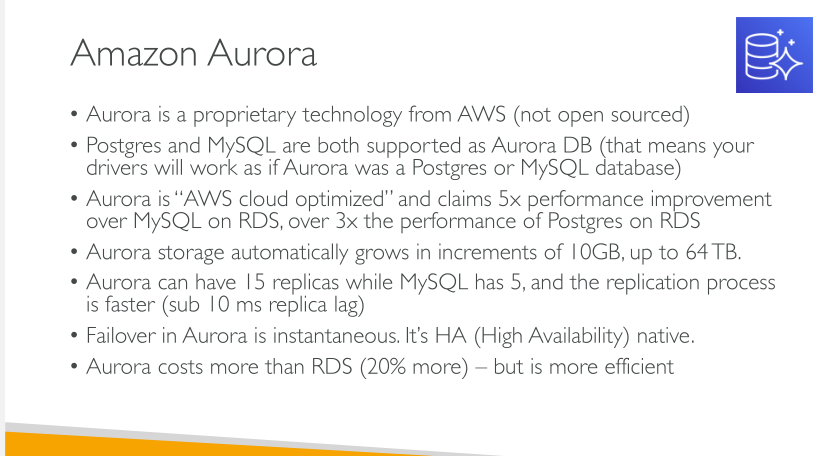 Amazon Aurora
• Aurora is a proprietary technology from AWS (not open sourced)
• Postgres and MySQL are both supported as Aurora DB (that means your
drivers will work as if Aurora was a Postgres or MySQL database)
• Aurora is “AWS cloud optimized” and claims 5x performance improvement
over MySQL on RDS, over 3x the performance of Postgres on RDS
• Aurora storage automatically grows in increments of 10GB, up to 64 TB.
• Aurora can have 15 replicas while MySQL has 5, and the replication process
is faster (sub 10 ms replica lag)
• Failover in Aurora is instantaneous. It’s HA (High Availability) native.
• Aurora costs more than RDS (20% more) – but is more efficient